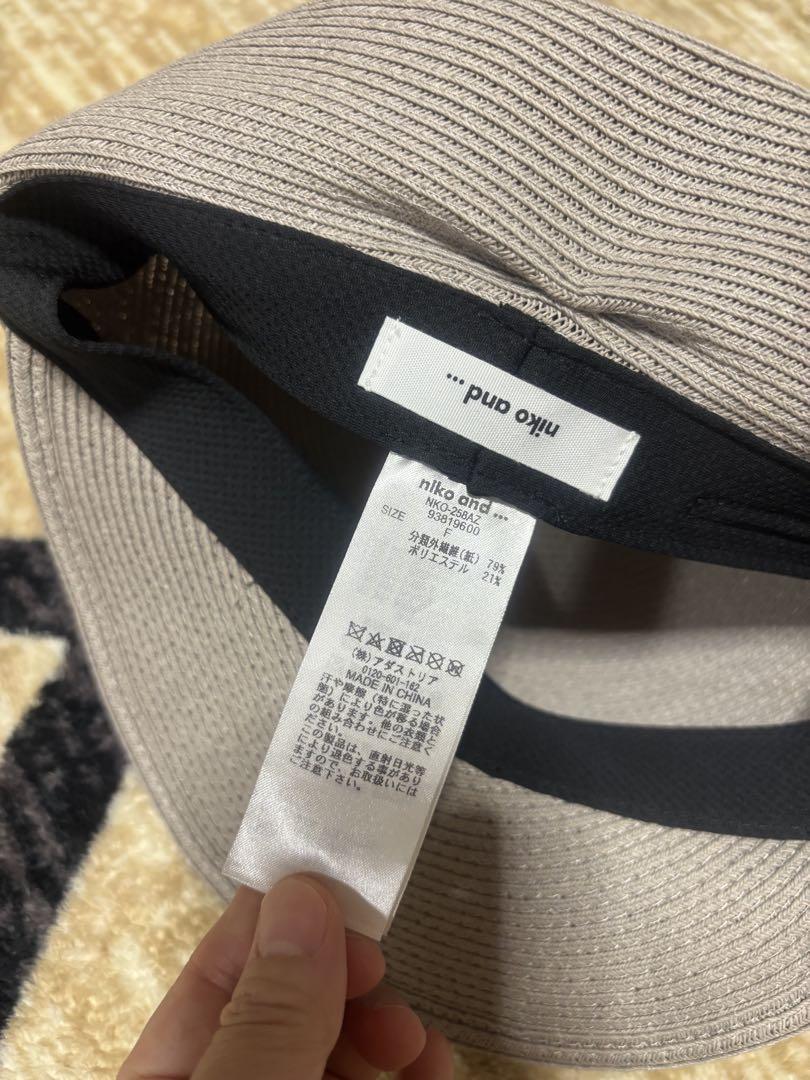 niko and ...
niko and ...
NKO-258AZ
93819600
SIZE F
分類外繊維(紙) 79%
ポリエステル 21%
(株)アダストリア
0120-601-162
MADE IN CHINA
汗や摩擦(特に湿った状
態)により色が移る場合
があります。他の衣類と
の組み合わせにご注意く
ださい。
この製品は、直射日光等
により退色する事があり
ますので、お取扱いには
ご注意下さい。